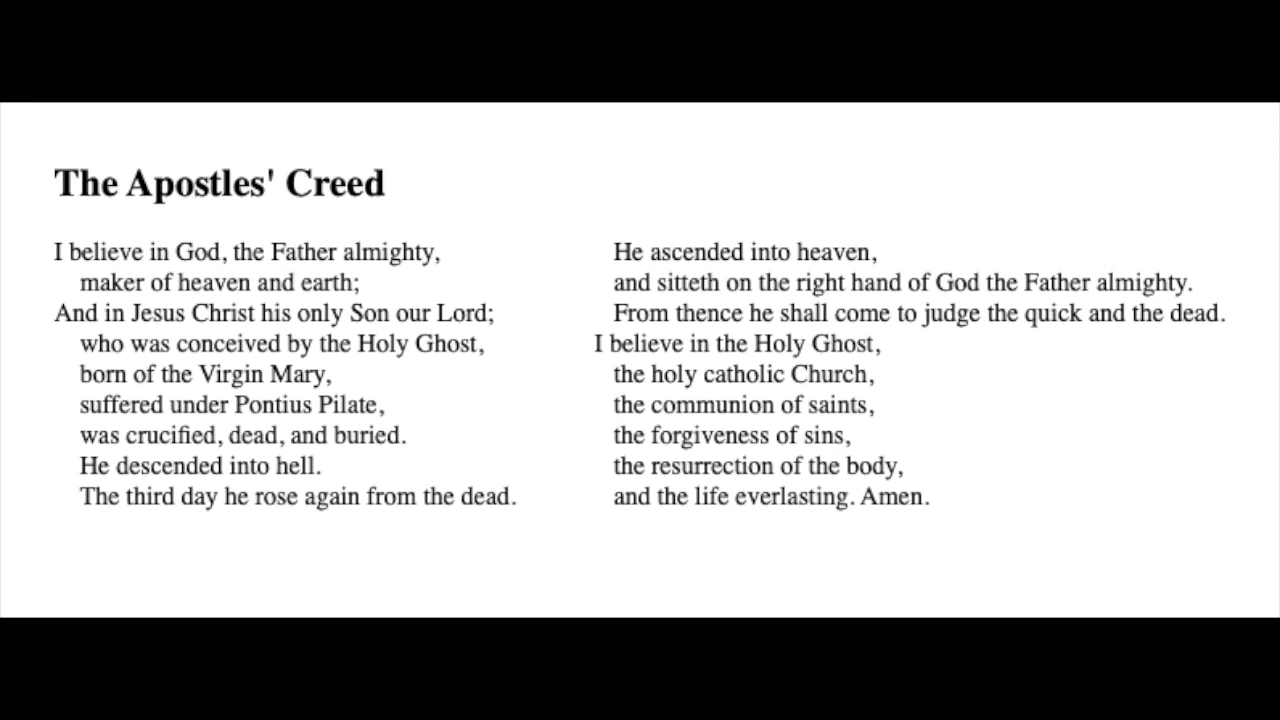 The Apostles' Creed
I believe in God, the Father almighty,
maker of heaven and earth;
And in Jesus Christ his only Son our Lord;
who was conceived by the Holy Ghost,
born of the Virgin Mary,
suffered under Pontius Pilate,
was crucified, dead, and buried.
He descended into hell.
The third day he rose again from the dead.
He ascended into heaven,
and sitteth on the right hand of God the Father almighty.
From thence he shall come to judge the quick and the dead.
I believe in the Holy Ghost,
the holy catholic Church,
the communion of saints,
the forgiveness of sins,
the resurrection of the body,
and the life everlasting. Amen.